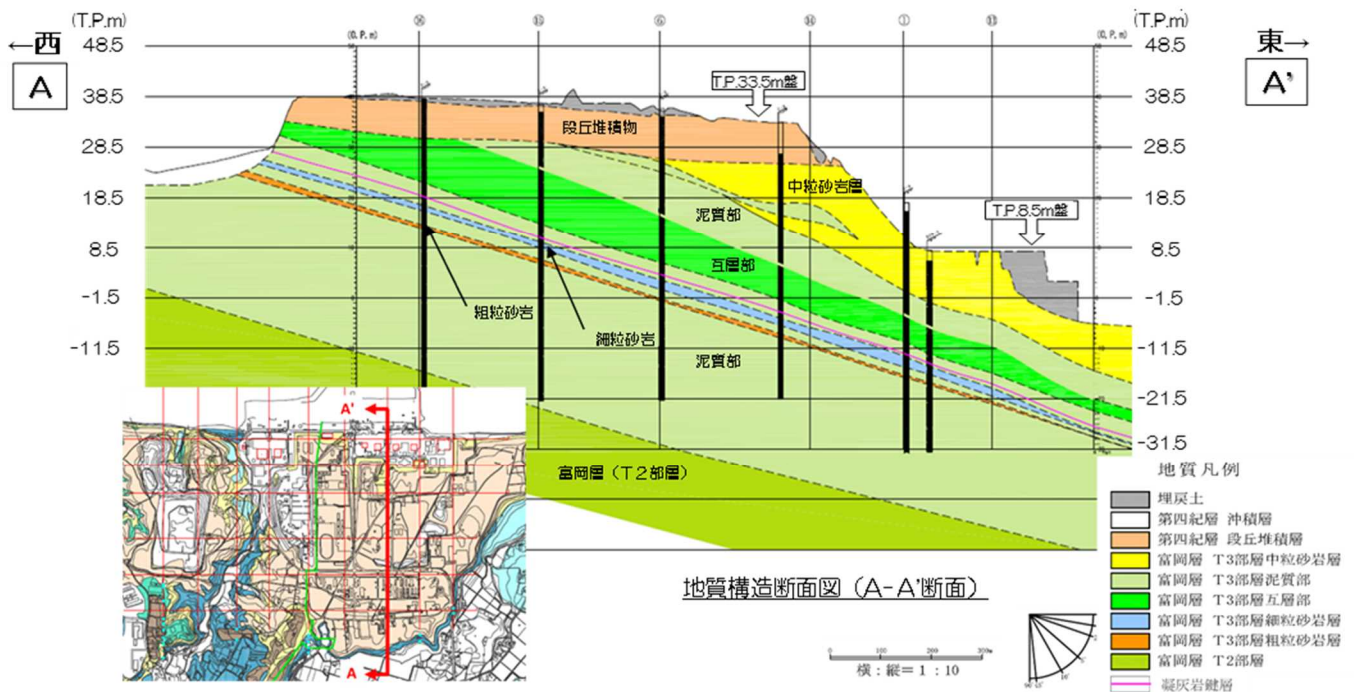 (T.P.m)
(T.P.m)
(O.P.m)
(O.P.m)
←西
東→
A
A'
48.5
38.5
28.5
18.5
8.5
-1.5
-11.5
48.5
38.5
28.5
18.5
8.5
-1.5
-11.5
-21.5
-31.5
T.P.33.5m盤
T.P.8.5m盤
段丘堆積物
中粒砂岩層
泥質部
互層部
粗粒砂岩
細粒砂岩
泥質部
富岡層（T2部層）
A'
A
地質構造断面図（A-A'断面）
0
100
200
300m
横：縦＝1：10
地質凡例
埋戻土
第四紀層 沖積層
第四紀層 段丘堆積層
富岡層 T3部層中粒砂岩層
富岡層 T3部層泥質部
富岡層 T3部層互層部
富岡層 T3部層細粒砂岩層
富岡層 T3部層粗粒砂岩層
富岡層 T2部層
凝灰岩鍵層